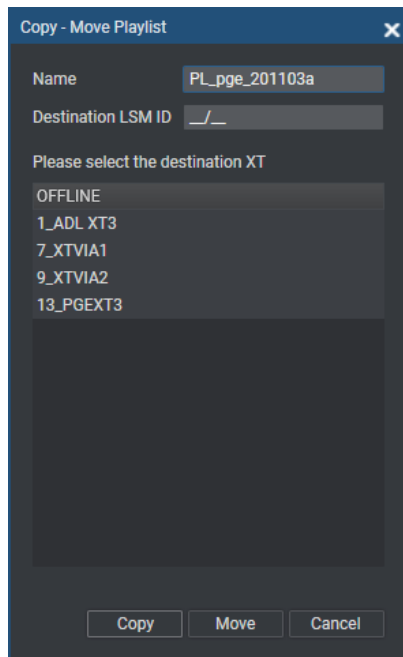 Copy - Move Playlist
Name PL_pge_201103a
Destination LSM ID __/__
Please select the destination XT
OFFLINE
1_ADL XT3
7_XTVIA1
9_XTVIA2
13_PGEXT3
Copy Move Cancel